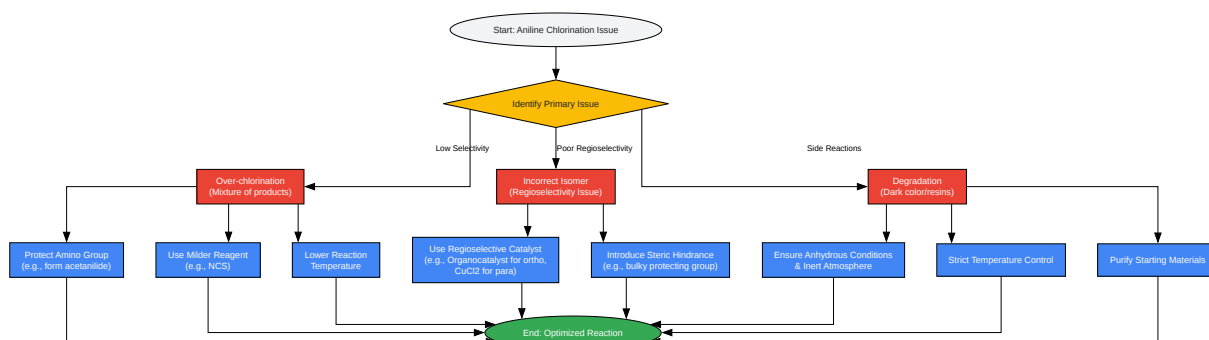 Start: Aniline Chlorination Issue
Identify Primary Issue
Low Selectivity
Poor Regioselectivity
Side Reactions
Over-chlorination
(Mixture of products)
Incorrect Isomer
(Regioselectivity Issue)
Degradation
(Dark color/resins)
Protect Amino Group
(e.g., form acetanilide)
Use Milder Reagent
(e.g., NCS)
Lower Reaction
Temperature
Use Regioselective Catalyst
(e.g., Organocatalyst for ortho,
CuCl2 for para)
Introduce Steric Hindrance
(e.g., bulky protecting group)
Ensure Anhydrous Conditions
& Inert Atmosphere
Strict Temperature Control
Purify Starting Materials
End: Optimized Reaction